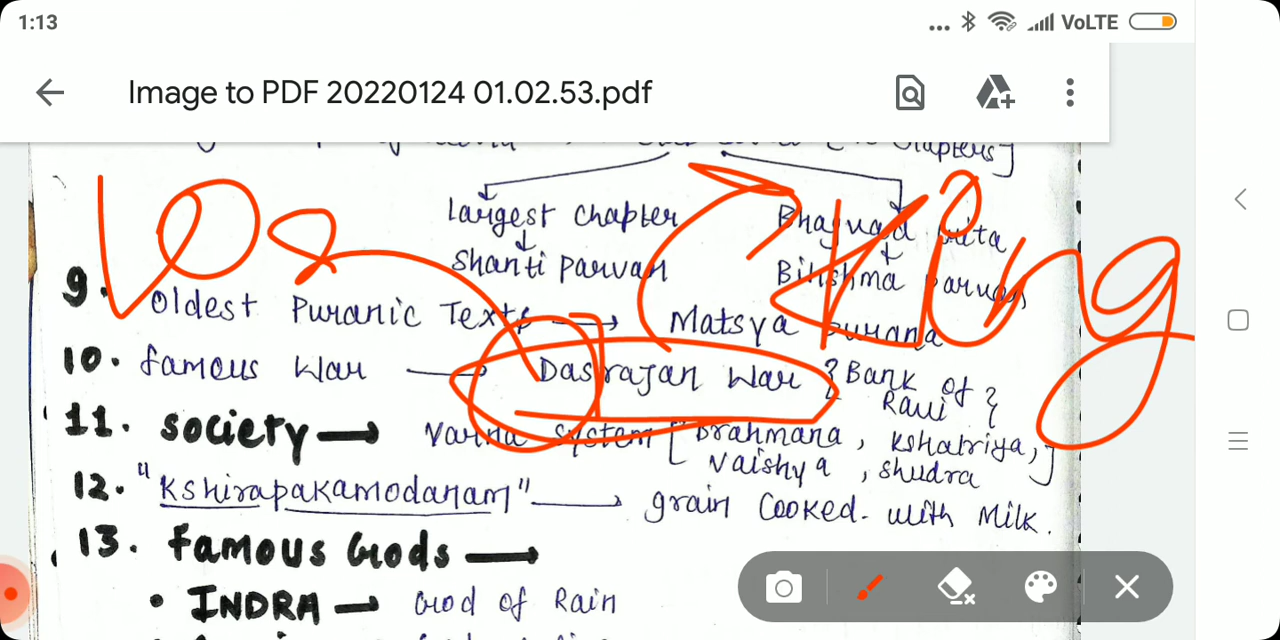 1:13 ... VoLTE
Image to PDF 20220124 01.02.53.pdf
Chapters]
Largest Chapter
Shanti Parvan
Bhagvad Gita
Bhishma Parvan
9. Oldest Puranic Texts → Matsya Purana
10. famous War → Dasrajan War {Bank of Ravi}
11. society → Varna System [Brahmana, Kshatriya, Vaishya, Shudra]
12. "Kshirapakamodanam" → grain Cooked with Milk.
13. famous Gods →
• INDRA → God of Rain
King